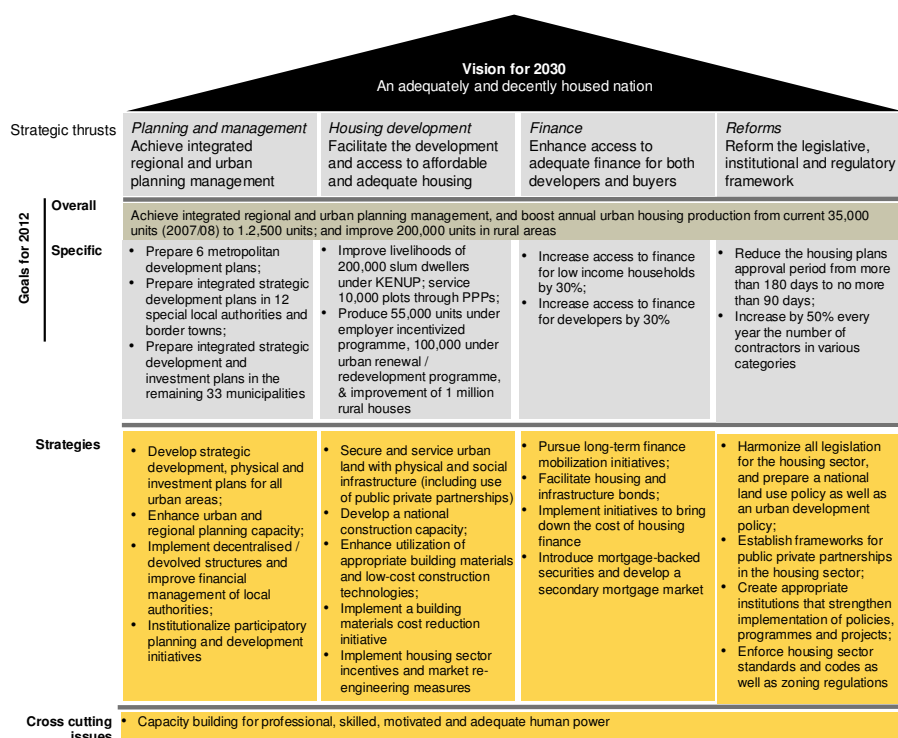 Vision for 2030
An adequately and decently housed nation
Strategic thrusts
Planning and management
Achieve integrated
regional and urban
planning management
Housing development
Facilitate the development
and access to affordable
and adequate housing
Finance
Enhance access to
adequate finance for both
developers and buyers
Reforms
Reform the legislative,
institutional and regulatory
framework
Goals for 2012
Overall
Achieve integrated regional and urban planning management, and boost annual urban housing production from current 35,000
units (2007/08) to 1.2,500 units; and improve 200,000 units in rural areas
Specific
• Prepare 6 metropolitan
development plans;
• Prepare integrated strategic
development plans in 12
special local authorities and
border towns;
• Prepare integrated strategic
development and
investment plans in the
remaining 33 municipalities
• Improve livelihoods of
200,000 slum dwellers
under KENUP; service
10,000 plots through PPPs;
• Produce 55,000 units under
employer incentivized
programme, 100,000 under
urban renewal /
redevelopment programme,
& improvement of 1 million
rural houses
• Increase access to finance
for low income households
by 30%;
• Increase access to finance
for developers by 30%
• Reduce the housing plans
approval period from more
than 180 days to no more
than 90 days;
• Increase by 50% every
year the number of
contractors in various
categories
Strategies
• Develop strategic
development, physical and
investment plans for all
urban areas;
• Enhance urban and
regional planning capacity;
• Implement decentralised /
devolved structures and
improve financial
management of local
authorities;
• Institutionalize participatory
planning and development
initiatives
• Secure and service urban
land with physical and social
infrastructure (including use
of public private partnerships)
• Develop a national
construction capacity;
• Enhance utilization of
appropriate building materials
and low-cost construction
technologies;
• Implement a building
materials cost reduction
initiative
• Implement housing sector
incentives and market re-
engineering measures
• Pursue long-term finance
mobilization initiatives;
• Facilitate housing and
infrastructure bonds;
• Implement initiatives to bring
down the cost of housing
finance
• Introduce mortgage-backed
securities and develop a
secondary mortgage market
• Harmonize all legislation
for the housing sector,
and prepare a national
land use policy as well as
an urban development
policy;
• Establish frameworks for
public private partnerships
in the housing sector;
• Create appropriate
institutions that strengthen
implementation of policies,
programmes and projects;
• Enforce housing sector
standards and codes as
well as zoning regulations
Cross cutting
issues
• Capacity building for professional, skilled, motivated and adequate human power